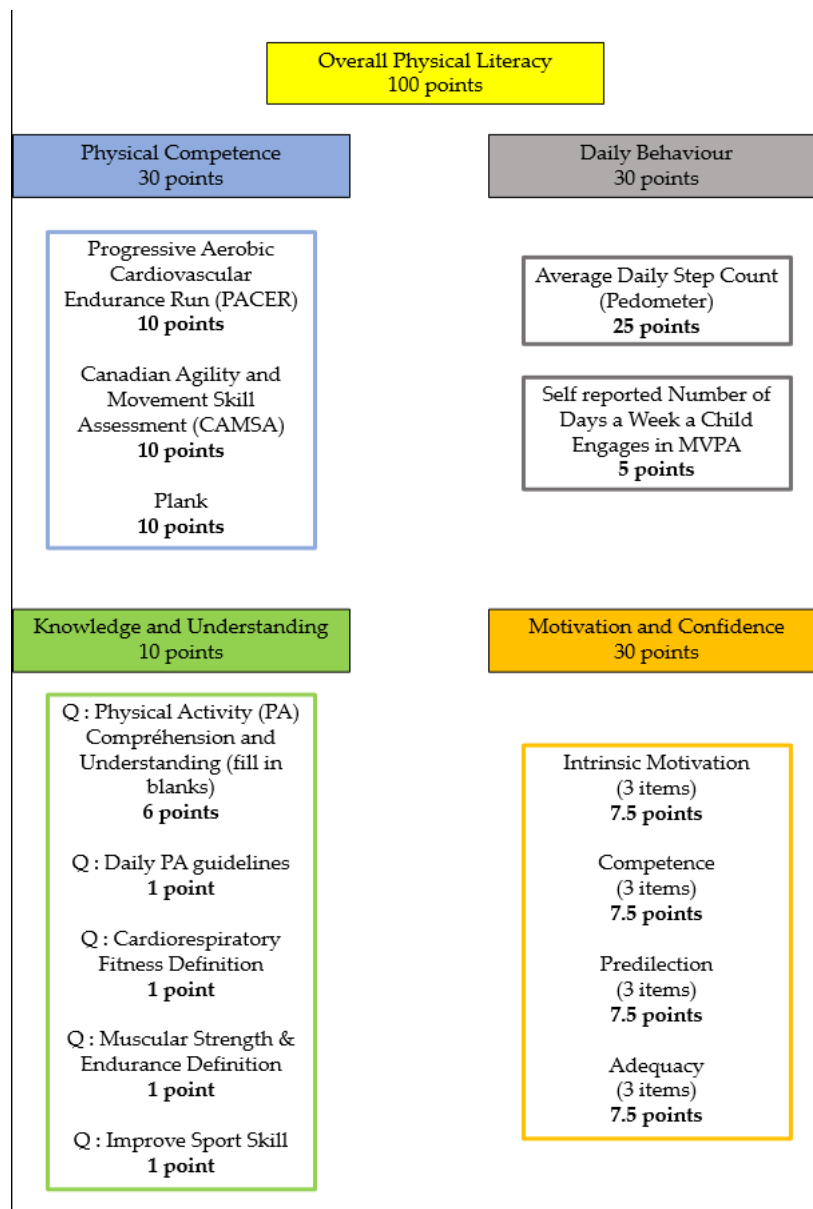 Overall Physical Literacy
100 points
Physical Competence
30 points
Daily Behaviour
30 points
Progressive Aerobic
Cardiovascular
Endurance Run (PACER)
10 points
Canadian Agility and
Movement Skill
Assessment (CAMSA)
10 points
Plank
10 points
Average Daily Step Count
(Pedometer)
25 points
Self reported Number of
Days a Week a Child
Engages in MVPA
5 points
Knowledge and Understanding
10 points
Motivation and Confidence
30 points
Q : Physical Activity (PA)
Compréhension and
Understanding (fill in
blanks)
6 points
Q : Daily PA guidelines
1 point
Q : Cardiorespiratory
Fitness Definition
1 point
Q : Muscular Strength &
Endurance Definition
1 point
Q : Improve Sport Skill
1 point
Intrinsic Motivation
(3 items)
7.5 points
Competence
(3 items)
7.5 points
Predilection
(3 items)
7.5 points
Adequacy
(3 items)
7.5 points